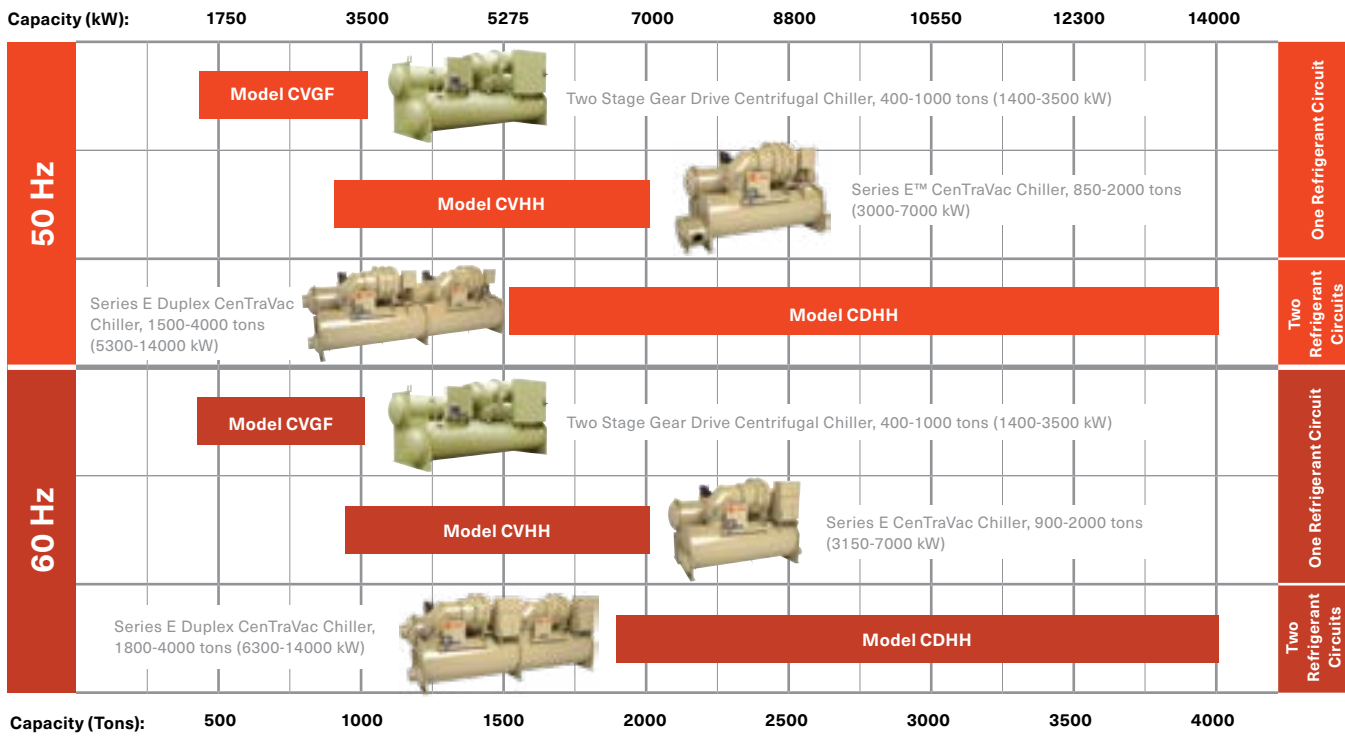 Capacity (kW): 1750 3500 5275 7000 8800 10550 12300 14000
50 Hz
Model CVGF
Two Stage Gear Drive Centrifugal Chiller, 400-1000 tons (1400-3500 kW)
One Refrigerant Circuit
Model CVHH
Series E™ CenTraVac Chiller, 850-2000 tons
(3000-7000 kW)
Series E Duplex CenTraVac
Chiller, 1500-4000 tons
(5300-14000 kW)
Model CDHH
Two
Refrigerant
Circuits
60 Hz
Model CVGF
Two Stage Gear Drive Centrifugal Chiller, 400-1000 tons (1400-3500 kW)
One Refrigerant Circuit
Model CVHH
Series E CenTraVac Chiller, 900-2000 tons
(3150-7000 kW)
Series E Duplex CenTraVac Chiller,
1800-4000 tons (6300-14000 kW)
Model CDHH
Two
Refrigerant
Circuits
Capacity (Tons): 500 1000 1500 2000 2500 3000 3500 4000